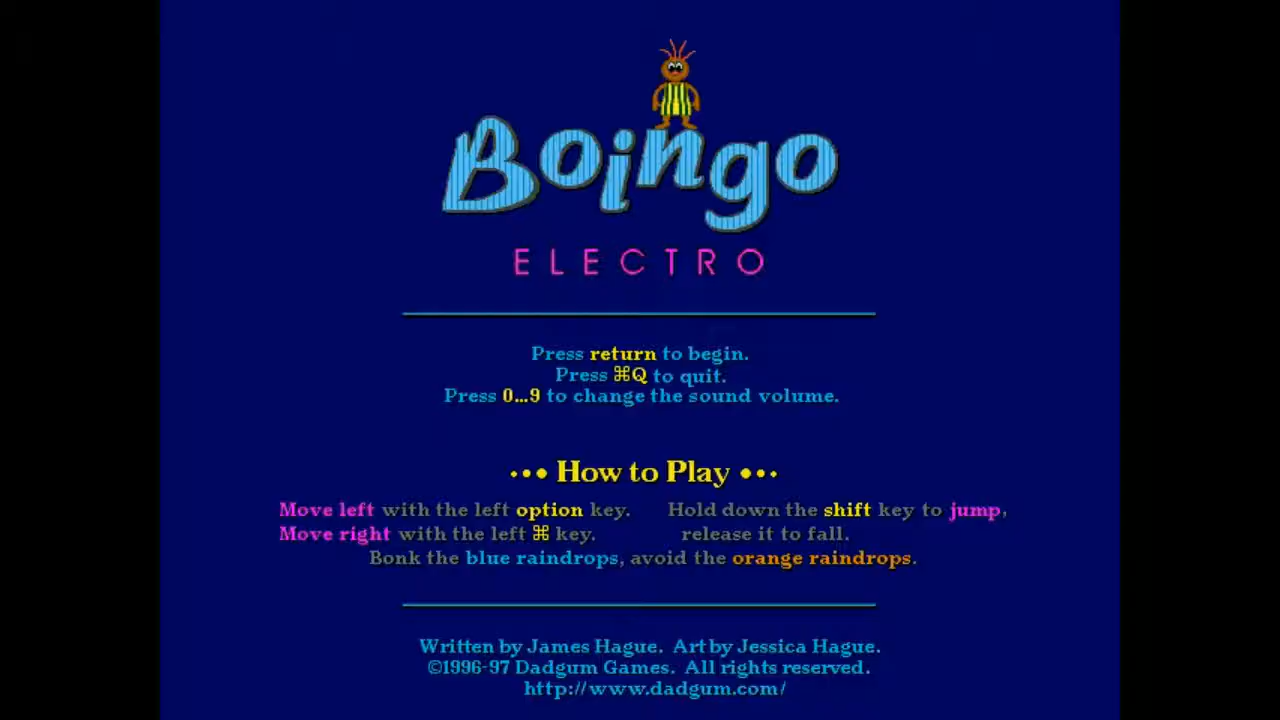 Boingo
ELECTRO
Press return to begin.
Press ⌘Q to quit.
Press 0...9 to change the sound volume.
••• How to Play •••
Move left with the left option key. Hold down the shift key to jump,
Move right with the left ⌘ key. release it to fall.
Bonk the blue raindrops, avoid the orange raindrops.
Written by James Hague. Art by Jessica Hague.
©1996-97 Dadgum Games. All rights reserved.
http://www.dadgum.com/